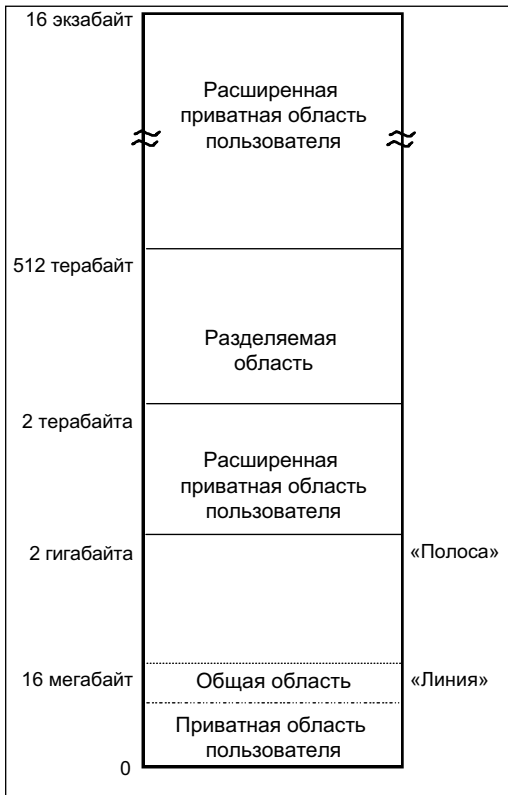 16 экзабайт
Расширенная
приватная область
пользователя
512 терабайт
Разделяемая
область
2 терабайта
Расширенная
приватная область
пользователя
2 гигабайта
«Полоса»
16 мегабайт
Общая область
«Линия»
Приватная область
пользователя
0